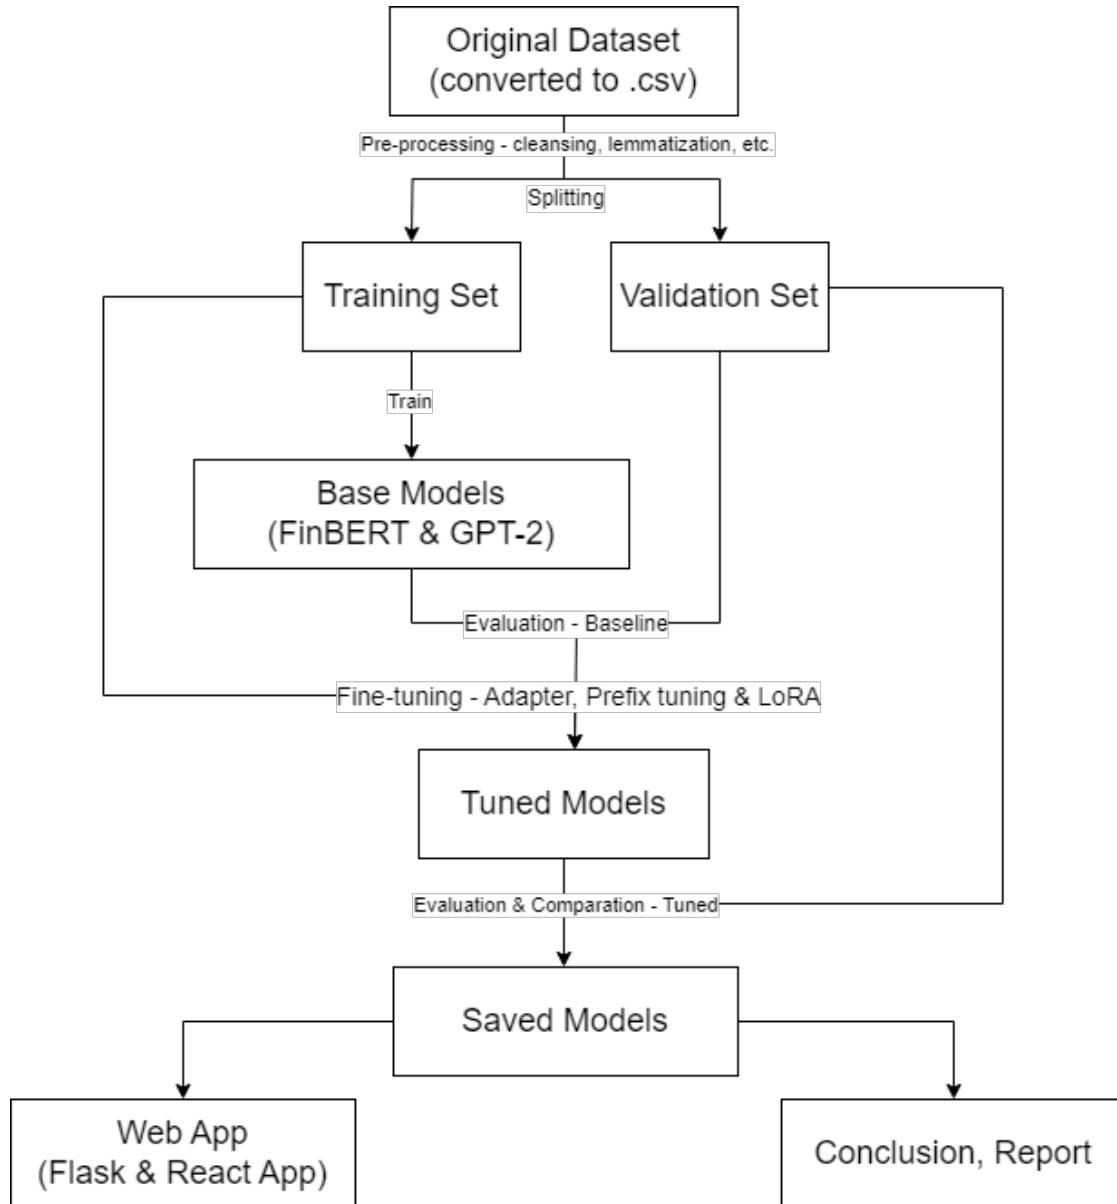 Original Dataset
(converted to .csv)
Pre-processing - cleansing, lemmatization, etc.
Splitting
Training Set
Validation Set
Train
Base Models
(FinBERT & GPT-2)
Evaluation - Baseline
Fine-tuning - Adapter, Prefix tuning & LoRA
Tuned Models
Evaluation & Comparation - Tuned
Saved Models
Web App
(Flask & React App)
Conclusion, Report